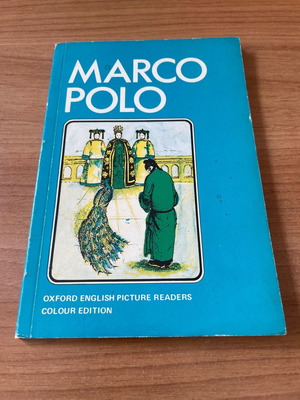 MARCO
POLO
OXFORD ENGLISH PICTURE READERS
COLOUR EDITION